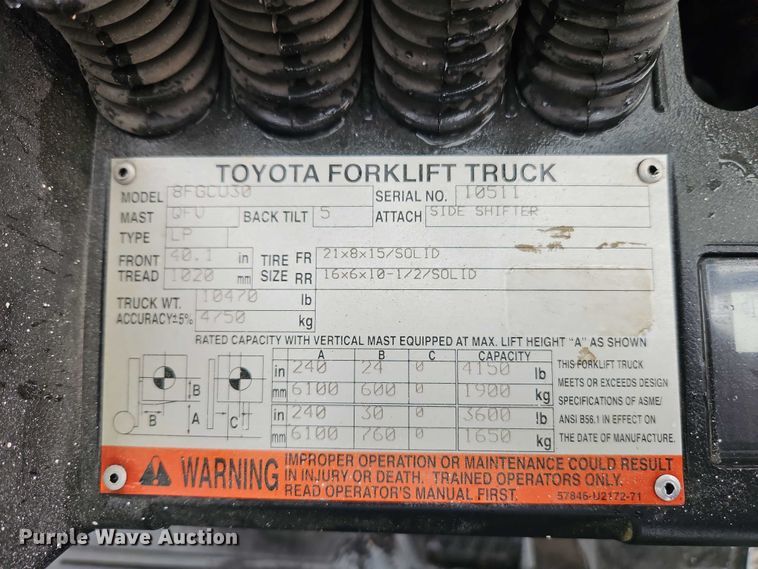 TOYOTA FORKLIFT TRUCK
MODEL 8FGCU30 SERIAL NO. 10511
MAST QFV BACK TILT 5 ATTACH SIDE SHIFTER
TYPE LP
FRONT 40.1 in TIRE FR 21x8x15/SOLID
TREAD 1020 mm SIZE RR 16x6x10-1/2/SOLID
TRUCK WT. 10470 lb
ACCURACY±5% 4750 kg
RATED CAPACITY WITH VERTICAL MAST EQUIPPED AT MAX. LIFT HEIGHT "A" AS SHOWN
A B C CAPACITY
in 240 24 0 4150 lb THIS FORKLIFT TRUCK
mm 6100 600 0 1900 kg MEETS OR EXCEEDS DESIGN
SPECIFICATIONS OF ASME/
in 240 30 0 3600 lb ANSI B56.1 IN EFFECT ON
mm 6100 760 0 1650 kg THE DATE OF MANUFACTURE.
B
B A C
WARNING
IMPROPER OPERATION OR MAINTENANCE COULD RESULT
IN INJURY OR DEATH. TRAINED OPERATORS ONLY.
READ OPERATOR'S MANUAL FIRST.
57846-U2172-71
Purple Wave Auction